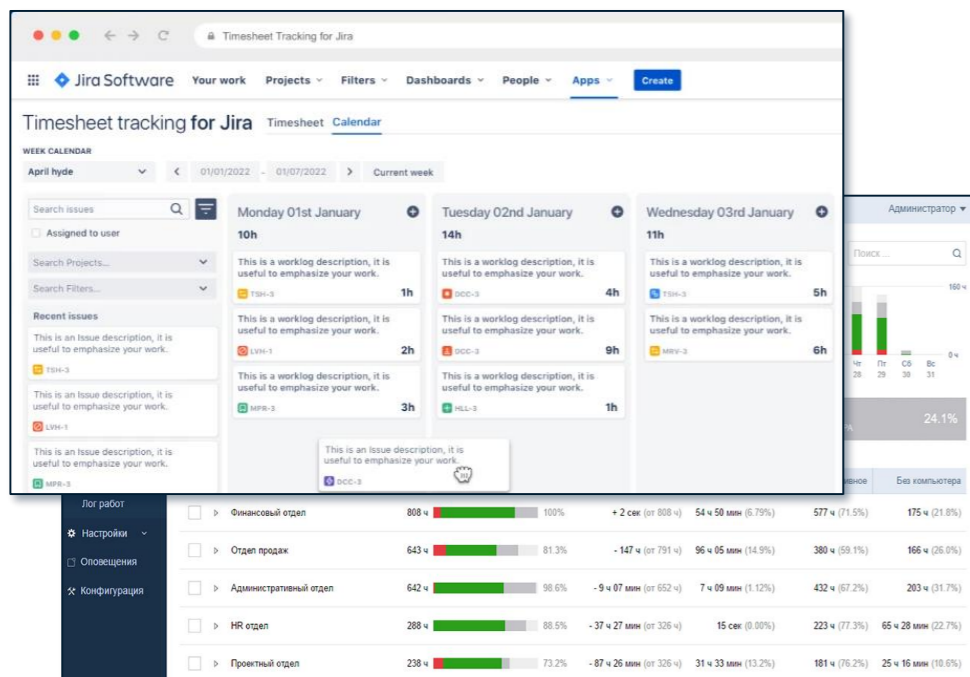 Timesheet Tracking for Jira
Jira Software Your work Projects Filters Dashboards People Apps Create
Timesheet tracking for Jira Timesheet Calendar
WEEK CALENDAR
April hyde 01/01/2022 - 01/07/2022 Current week
Search issues
Assigned to user
Search Projects...
Search Filters...
Recent issues
This is an Issue description, it is
useful to emphasize your work.
TSH-3
This is an Issue description, it is
useful to emphasize your work.
LVH-1
This is an Issue description, it is
useful to emphasize your work.
MPR-3
Monday 01st January
10h
This is a worklog description, it is
useful to emphasize your work.
TSH-3 1h
This is a worklog description, it is
useful to emphasize your work.
LVH-1 2h
This is a worklog description, it is
useful to emphasize your work.
MPR-3 3h
This is an Issue description, it is
useful to emphasize your work.
DCC-3
Tuesday 02nd January
14h
This is a worklog description, it is
useful to emphasize your work.
DCC-3 4h
This is a worklog description, it is
useful to emphasize your work.
DCC-3 9h
This is a worklog description, it is
useful to emphasize your work.
HLL-3 1h
Wednesday 03rd January
11h
This is a worklog description, it is
useful to emphasize your work.
TSH-3 5h
This is a worklog description, it is
useful to emphasize your work.
MRV-3 6h
Администратор
Поиск ...
160 ч
0 ч
Чт Пт Сб Вс
28 29 30 31
24.1%
Без компьютера
Лог работ
Настройки
Оповещения
Конфигурация
Финансовый отдел 808 ч 100% + 2 сек (от 808 ч) 54 ч 50 мин (6.79%) 577 ч (71.5%) 175 ч (21.8%)
Отдел продаж 643 ч 81.3% - 147 ч (от 791 ч) 96 ч 05 мин (14.9%) 380 ч (59.1%) 166 ч (26.0%)
Административный отдел 642 ч 98.6% - 9 ч 07 мин (от 652 ч) 7 ч 09 мин (1.12%) 432 ч (67.2%) 203 ч (31.7%)
HR отдел 288 ч 88.5% - 37 ч 27 мин (от 326 ч) 15 сек (0.00%) 223 ч (77.3%) 65 ч 28 мин (22.7%)
Проектный отдел 238 ч 73.2% - 87 ч 26 мин (от 326 ч) 31 ч 33 мин (13.2%) 181 ч (76.2%) 25 ч 16 мин (10.6%)